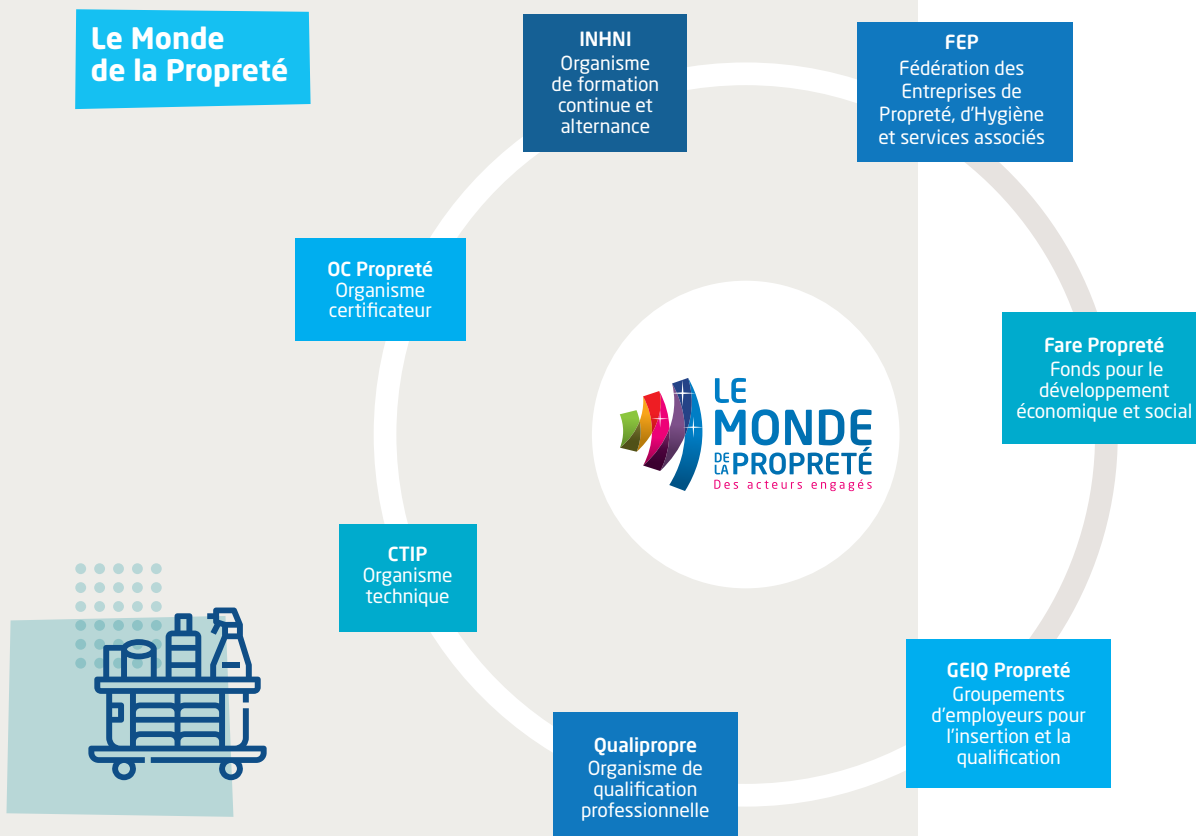 Le Monde
de la Propreté
INHNI
Organisme
de formation
continue et
alternance
FEP
Fédération des
Entreprises de
Propreté, d'Hygiène
et services associés
OC Propreté
Organisme
certificateur
Fare Propreté
Fonds pour le
développement
économique et social
LE
MONDE
DE LA PROPRETÉ
Des acteurs engagés
CTIP
Organisme
technique
GEIQ Propreté
Groupements
d'employeurs pour
l'insertion et la
qualification
Qualipropre
Organisme de
qualification
professionnelle